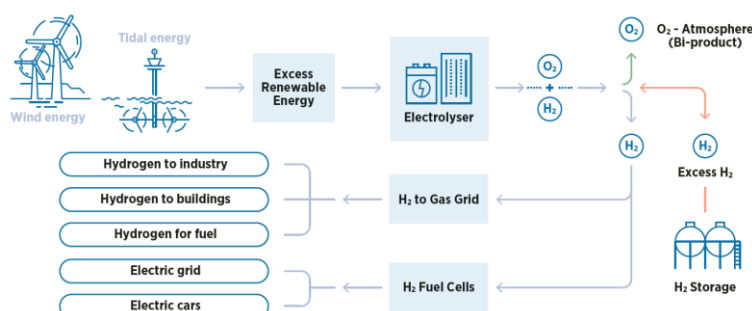 Tidal energy
Wind energy
Excess
Renewable
Energy
Electrolyser
O₂
+
H₂
O₂
O₂ - Atmosphere
(Bi-product)
H₂
H₂
Excess H₂
H₂ Storage
Hydrogen to industry
Hydrogen to buildings
Hydrogen for fuel
H₂ to Gas Grid
Electric grid
Electric cars
H₂ Fuel Cells